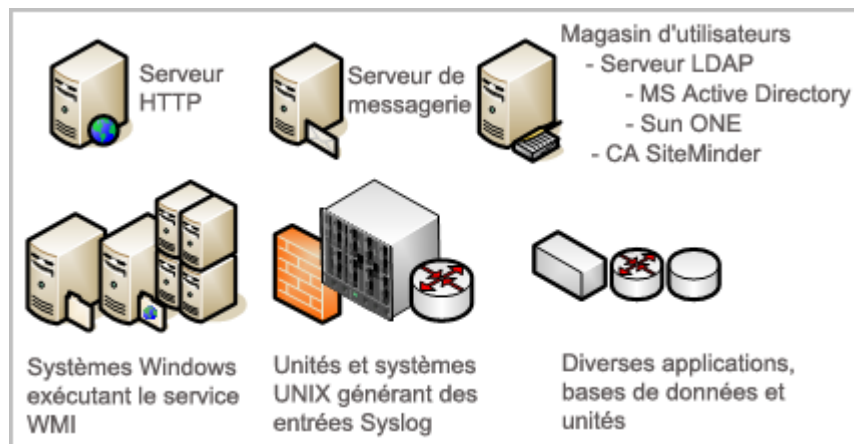 Serveur
HTTP
Serveur de
messagerie
Magasin d'utilisateurs
- Serveur LDAP
- MS Active Directory
- Sun ONE
- CA SiteMinder
Systèmes Windows
exécutant le service
WMI
Unités et systèmes
UNIX générant des
entrées Syslog
Diverses applications,
bases de données et
unités